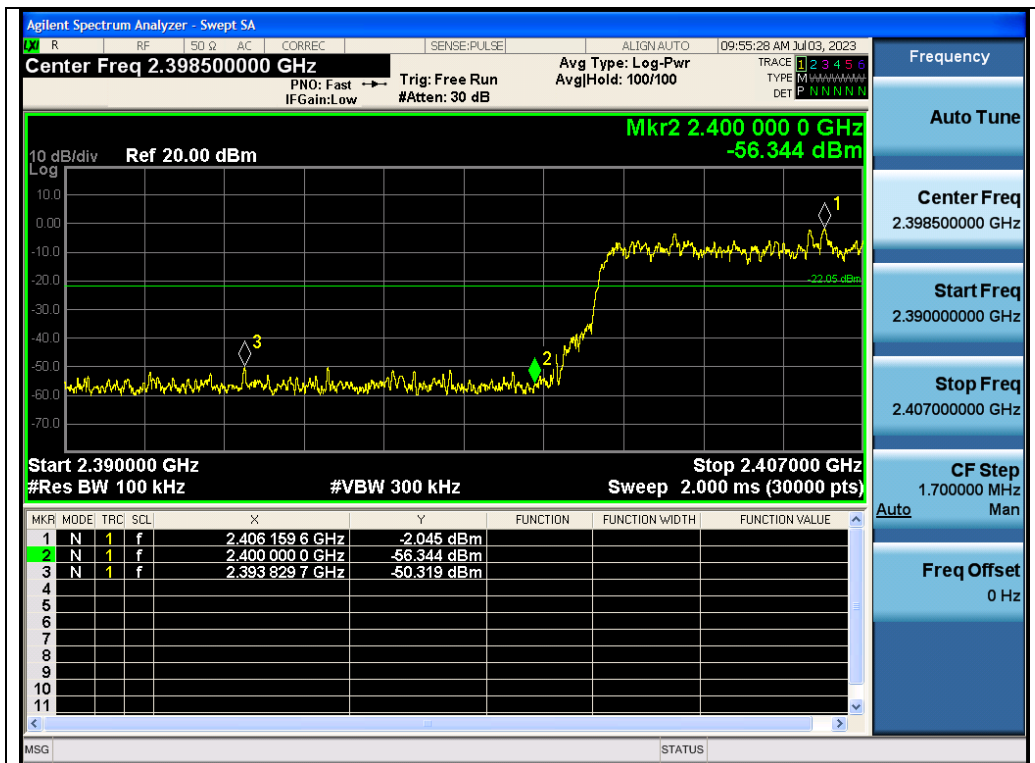 Agilent Spectrum Analyzer - Swept SA
LXI R RF 50 Ω AC CORREC SENSE:PULSE ALIGN AUTO 09:55:28 AM Jul 03, 2023
Center Freq 2.398500000 GHz
PNO: Fast
IFGain:Low
Trig: Free Run
#Atten: 30 dB
Avg Type: Log-Pwr
Avg|Hold: 100/100
TRACE 1 2 3 4 5 6
TYPE M
DET P N N N N N
Mkr2 2.400 000 0 GHz
-56.344 dBm
10 dB/div Ref 20.00 dBm
Log
10.0
0.00
-10.0
-20.0
-30.0
-40.0
-50.0
-60.0
-70.0
1
-22.05 dBm
3
2
Start 2.390000 GHz Stop 2.407000 GHz
#Res BW 100 kHz #VBW 300 kHz Sweep 2.000 ms (30000 pts)
MKR MODE TRC SCL X Y FUNCTION FUNCTION WIDTH FUNCTION VALUE
1 N 1 f 2.406 159 6 GHz -2.045 dBm
2 N 1 f 2.400 000 0 GHz -56.344 dBm
3 N 1 f 2.393 829 7 GHz -50.319 dBm
4
5
6
7
8
9
10
11
MSG STATUS
Frequency
Auto Tune
Center Freq
2.398500000 GHz
Start Freq
2.390000000 GHz
Stop Freq
2.407000000 GHz
CF Step
1.700000 MHz
Auto Man
Freq Offset
0 Hz